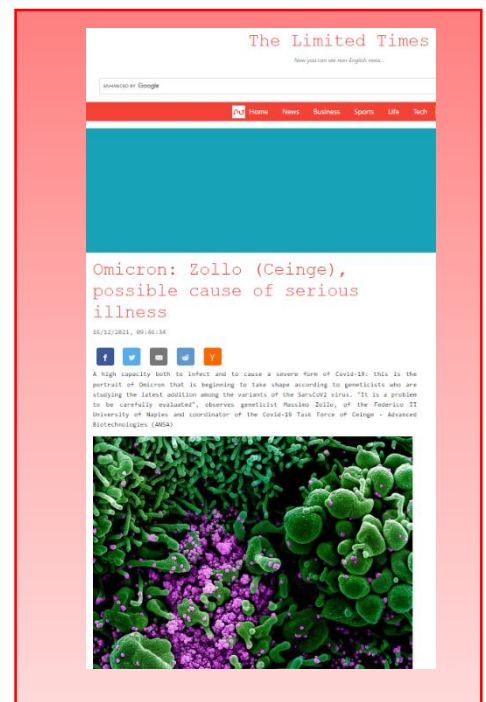 The Limited Times
Now you can see non-English news...
ENHANCED BY Google
Home News Business Sports Life Tech
Omicron: Zollo (Ceinge),
possible cause of serious
illness
16/12/2021, 09:46:34
f Y
A high capacity both to infect and to cause a severe form of Covid-19: this is the
portrait of Omicron that is beginning to take shape according to geneticists who are
studying the latest addition among the variants of the SarsCoV2 virus. "It is a problem
to be carefully evaluated", observes geneticist Massimo Zollo, of the Federico II
University of Naples and coordinator of the Covid-19 Task Force of Ceinge - Advanced
Biotechnologies (ANSA)